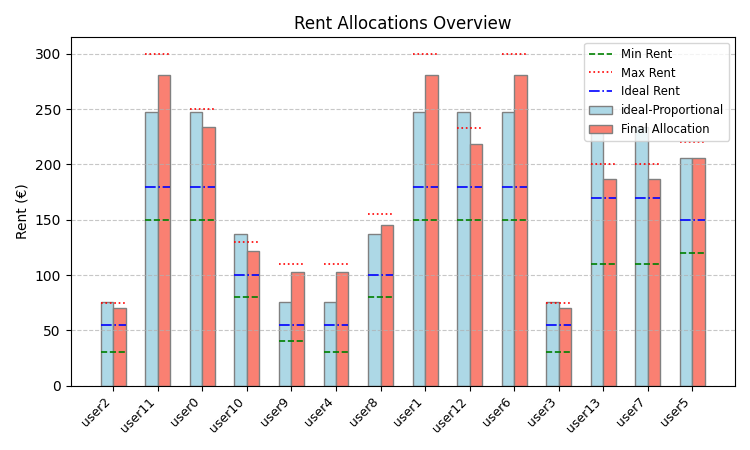 Rent Allocations Overview
Rent (€)
300
250
200
150
100
50
0
Min Rent
Max Rent
Ideal Rent
ideal-Proportional
Final Allocation
user2
user11
user0
user10
user9
user4
user8
user1
user12
user6
user3
user13
user7
user5